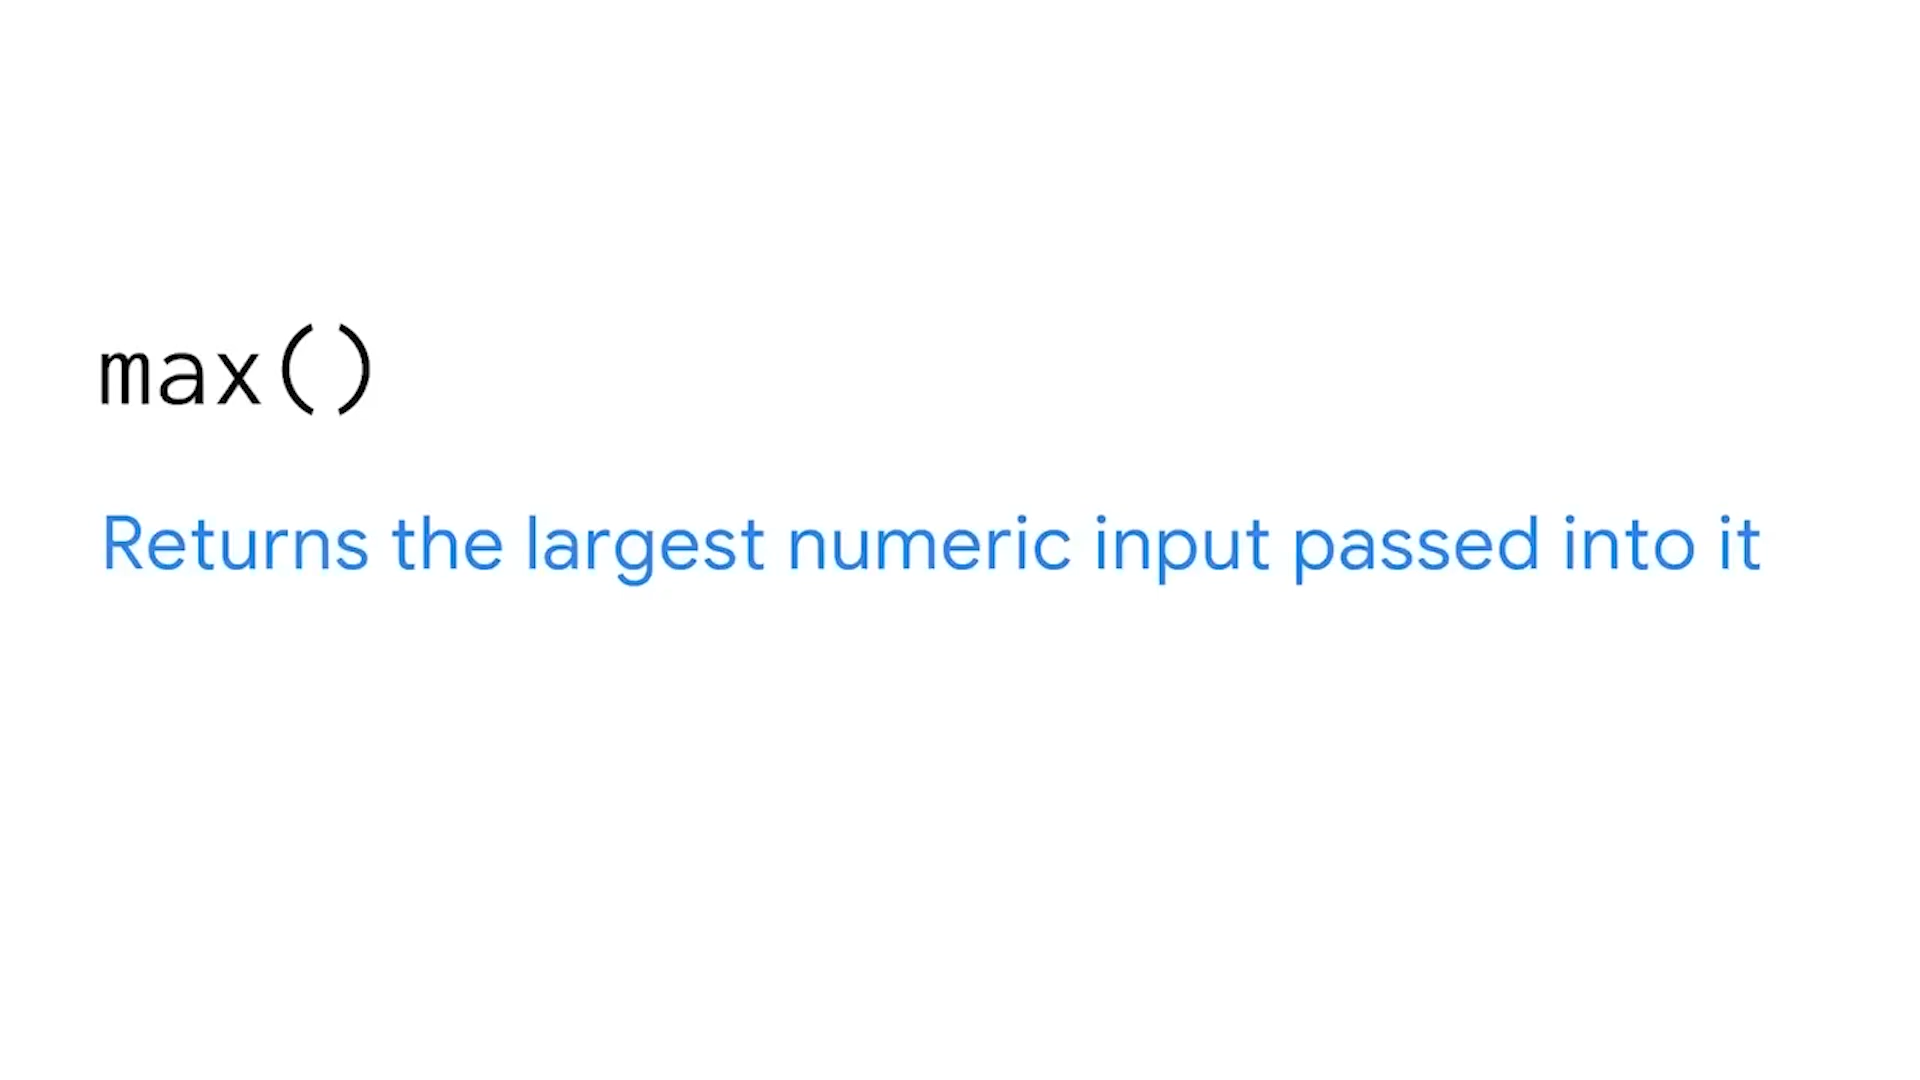 max()
Returns the largest numeric input passed into it